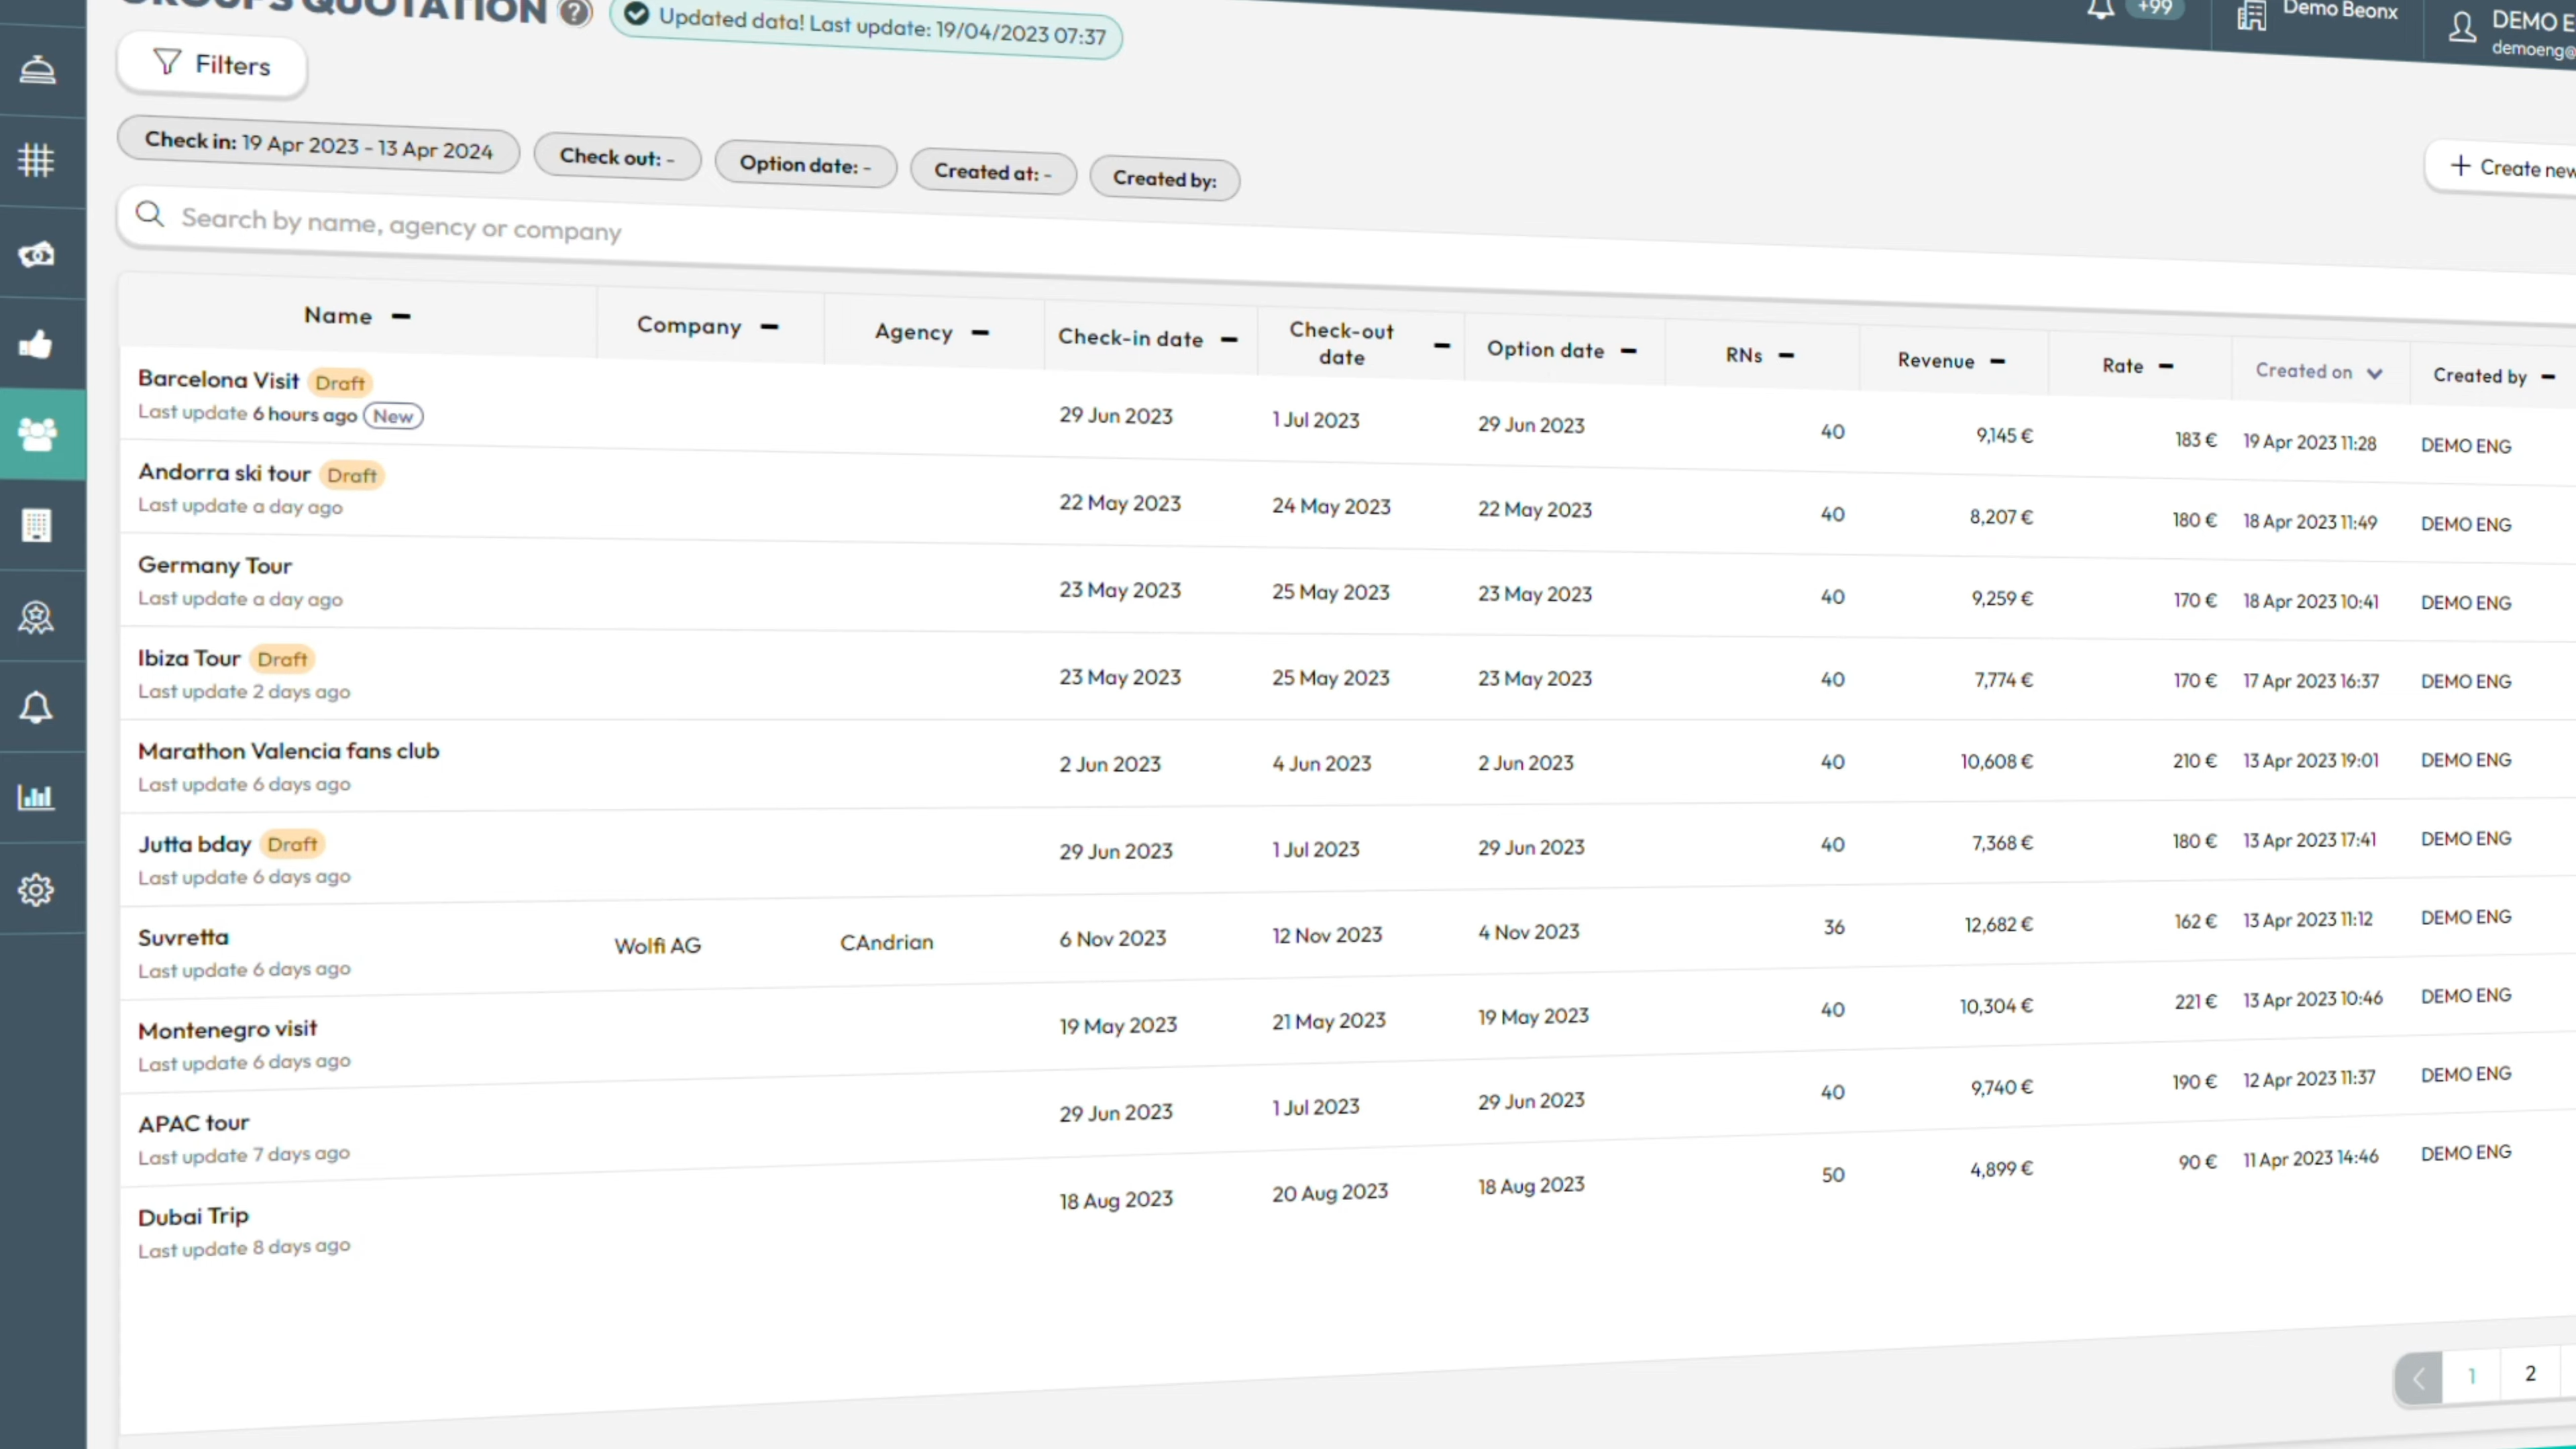 GROUPS QUOTATION ? Updated data! Last update: 19/04/2023 07:37
+99 Demo Beonx DEMO E
demoeng@
Filters
Check in: 19 Apr 2023 - 13 Apr 2024 Check out: - Option date: - Created at: - Created by:
+ Create new
Search by name, agency or company
Name Company Agency Check-in date Check-out date Option date RNs Revenue Rate Created on Created by
Barcelona Visit Draft 29 Jun 2023 1 Jul 2023 29 Jun 2023 40 9,145 € 183 € 19 Apr 2023 11:28 DEMO ENG
Last update 6 hours ago New
Andorra ski tour Draft 22 May 2023 24 May 2023 22 May 2023 40 8,207 € 180 € 18 Apr 2023 11:49 DEMO ENG
Last update a day ago
Germany Tour 23 May 2023 25 May 2023 23 May 2023 40 9,259 € 170 € 18 Apr 2023 10:41 DEMO ENG
Last update a day ago
Ibiza Tour Draft 23 May 2023 25 May 2023 23 May 2023 40 7,774 € 170 € 17 Apr 2023 16:37 DEMO ENG
Last update 2 days ago
Marathon Valencia fans club 2 Jun 2023 4 Jun 2023 2 Jun 2023 40 10,608 € 210 € 13 Apr 2023 19:01 DEMO ENG
Last update 6 days ago
Jutta bday Draft 29 Jun 2023 1 Jul 2023 29 Jun 2023 40 7,368 € 180 € 13 Apr 2023 17:41 DEMO ENG
Last update 6 days ago
Suvretta Wolfi AG CAndrian 6 Nov 2023 12 Nov 2023 4 Nov 2023 36 12,682 € 162 € 13 Apr 2023 11:12 DEMO ENG
Last update 6 days ago
Montenegro visit 19 May 2023 21 May 2023 19 May 2023 40 10,304 € 221 € 13 Apr 2023 10:46 DEMO ENG
Last update 6 days ago
APAC tour 29 Jun 2023 1 Jul 2023 29 Jun 2023 40 9,740 € 190 € 12 Apr 2023 11:37 DEMO ENG
Last update 7 days ago
Dubai Trip 18 Aug 2023 20 Aug 2023 18 Aug 2023 50 4,899 € 90 € 11 Apr 2023 14:46 DEMO ENG
Last update 8 days ago
1 2